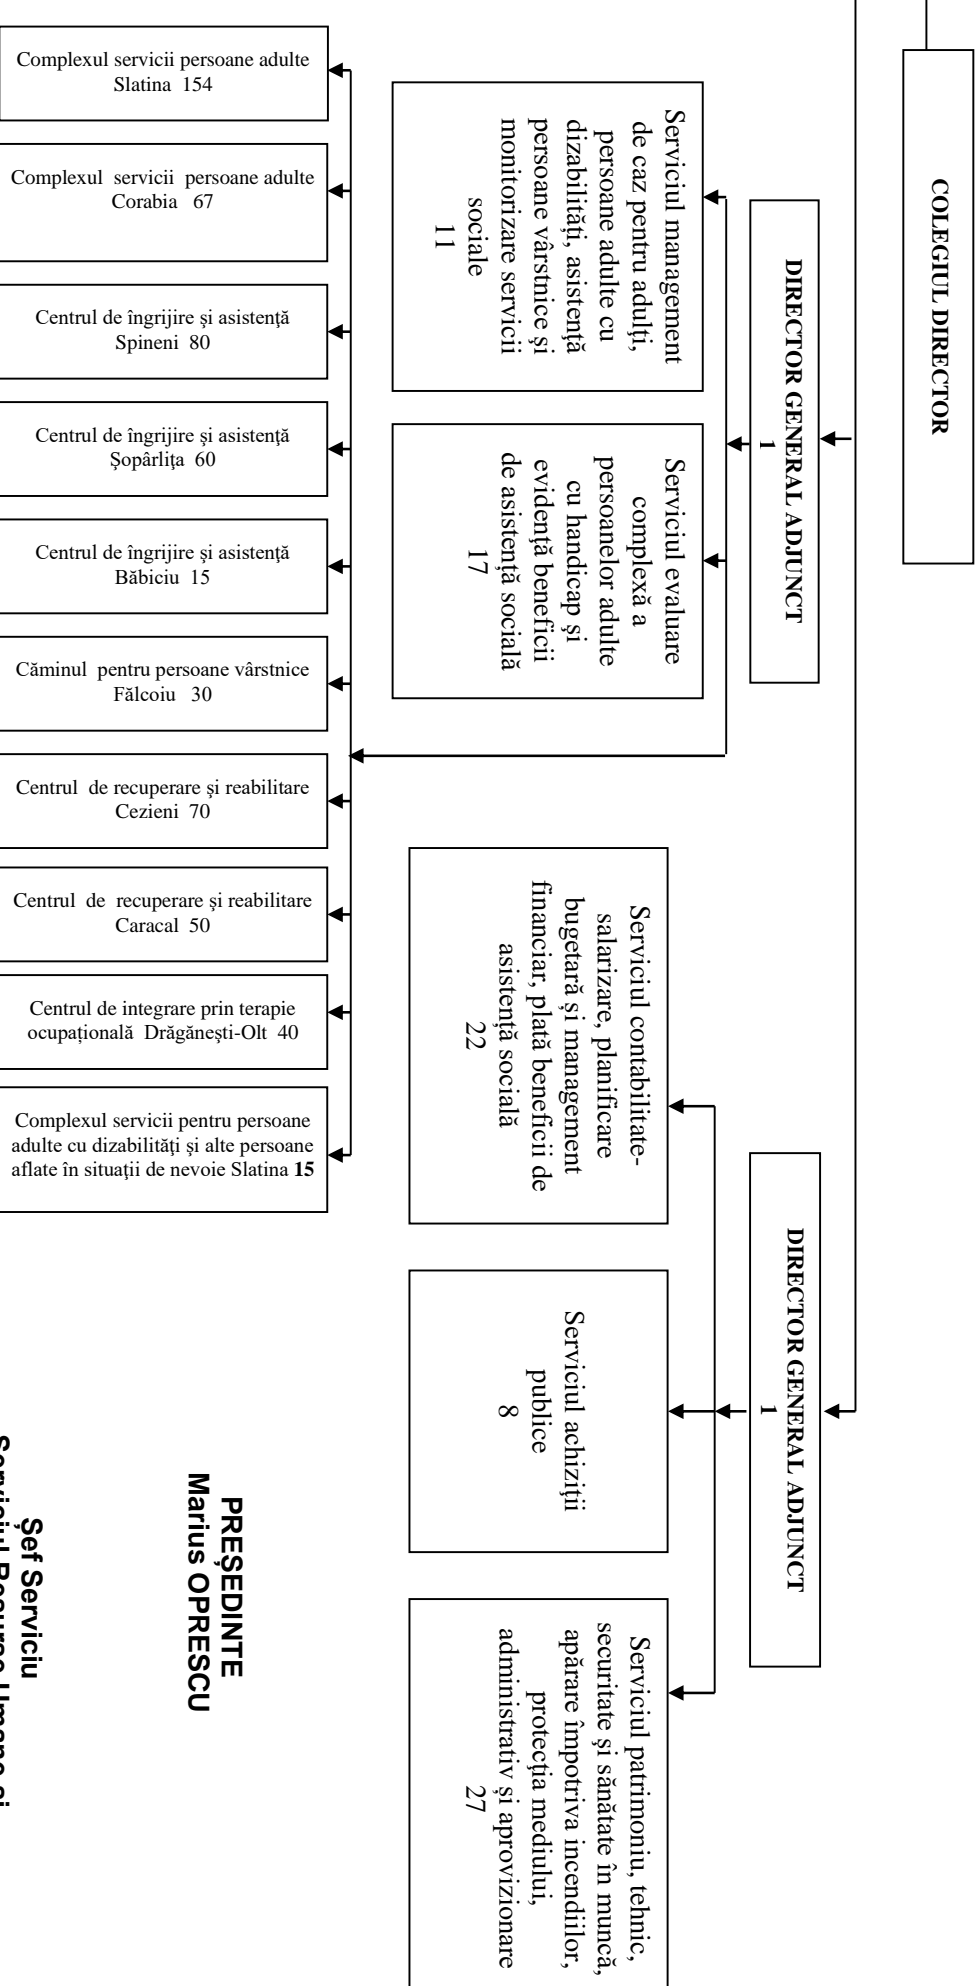 COLEGIUL DIRECTOR
DIRECTOR GENERAL ADJUNCT
1
Serviciul management
de caz pentru adulți,
persoane adulte cu
dizabilități, asistență
persoane vârstnice și
monitorizare servicii
sociale
11
Serviciul evaluare
complexă a
persoanelor adulte
cu handicap și
evidență beneficii
de asistență socială
17
Complexul servicii persoane adulte
Slatina 154
Complexul servicii persoane adulte
Corabia 67
Centrul de îngrijire și asistență
Spineni 80
Centrul de îngrijire și asistență
Șopârlița 60
Centrul de îngrijire și asistență
Băbiciu 15
Căminul pentru persoane vârstnice
Fălcoiu 30
Centrul de recuperare și reabilitare
Cezieni 70
Centrul de recuperare și reabilitare
Caracal 50
Centrul de integrare prin terapie
ocupațională Drăgănești-Olt 40
Complexul servicii pentru persoane
adulte cu dizabilități și alte persoane
aflate în situații de nevoie Slatina 15
DIRECTOR GENERAL ADJUNCT
1
Serviciul contabilitate-
salarizare, planificare
bugetară și management
financiar, plată beneficii de
asistență socială
22
Serviciul achiziții
publice
8
Serviciul patrimoniu, tehnic,
securitate și sănătate în muncă,
apărare împotriva incendiilor,
protecția mediului,
administrativ și aprovizionare
27
PREȘEDINTE
Marius OPRESCU
Șef Serviciu
Serviciul Resurse Umane și